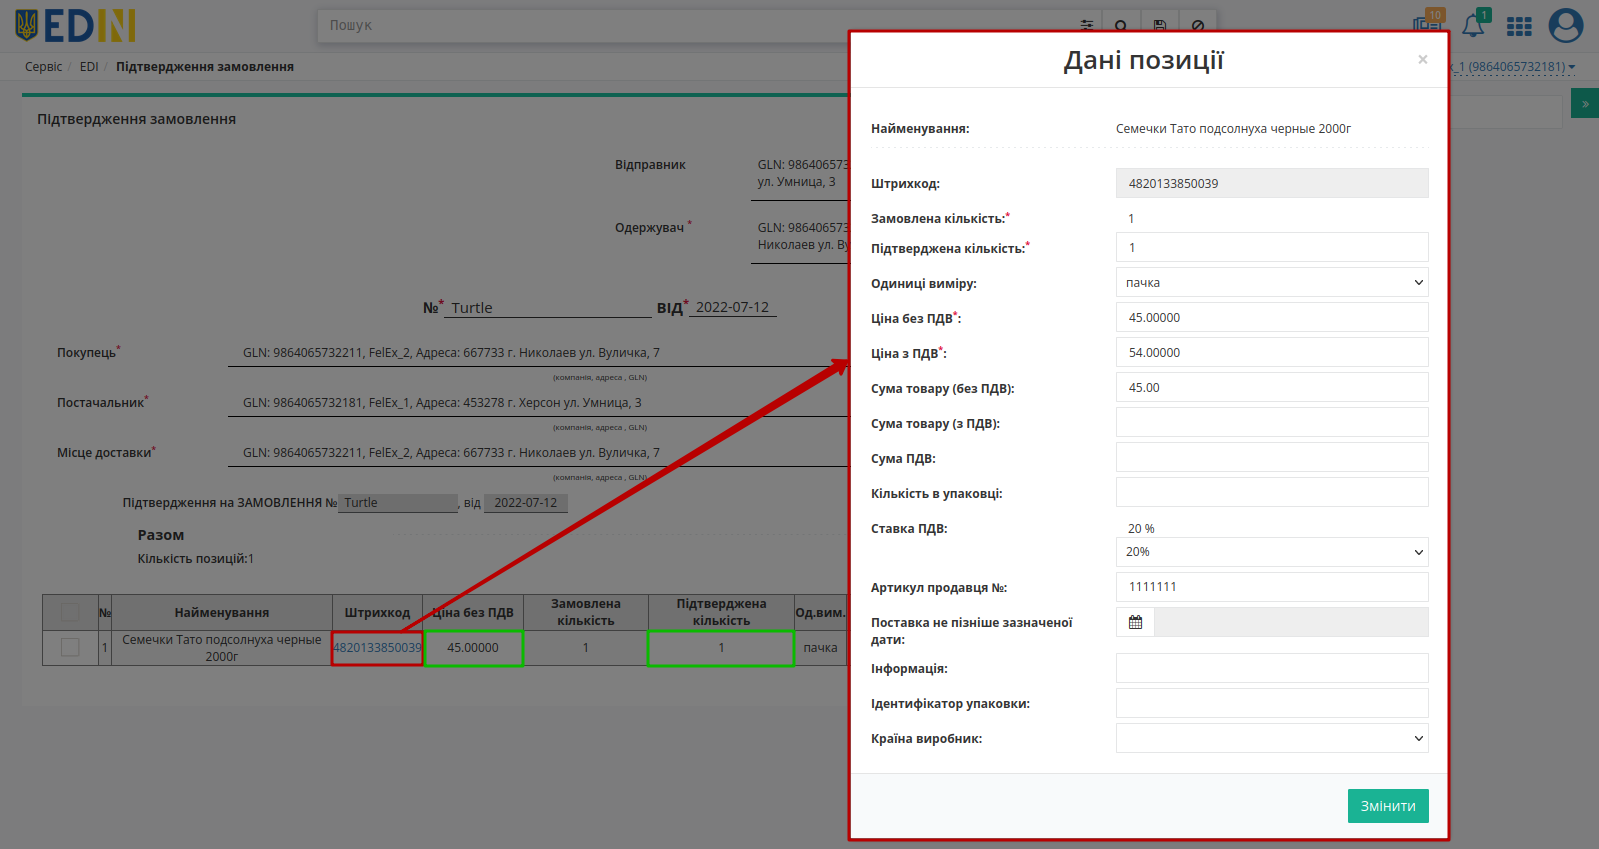 EDIN
Пошук
10
1
Сервіс / EDI / Підтвердження замовлення
_1 (9864065732181)
»
Підтвердження замовлення
Відправник
GLN: 986406573
ул. Умница, 3
Одержувач *
GLN: 986406573
Николаев ул. Ву
№* Turtle ВІД* 2022-07-12
Покупець*
GLN: 9864065732211, FelEx_2, Адреса: 667733 г. Николаев ул. Вуличка, 7
(компанія, адреса , GLN)
Постачальник*
GLN: 9864065732181, FelEx_1, Адреса: 453278 г. Херсон ул. Умница, 3
(компанія, адреса , GLN)
Місце доставки*
GLN: 9864065732211, FelEx_2, Адреса: 667733 г. Николаев ул. Вуличка, 7
(компанія, адреса , GLN)
Підтвердження на ЗАМОВЛЕННЯ № Turtle , від 2022-07-12
Разом
Кількість позицій:1
№ Найменування Штрихкод Ціна без ПДВ Замовлена кількість Підтверджена кількість Од.вим.
1 Семечки Тато подсолнуха черные 2000г 4820133850039 45.00000 1 1 пачка
Дані позиції
×
Найменування: Семечки Тато подсолнуха черные 2000г
Штрихкод: 4820133850039
Замовлена кількість:* 1
Підтверджена кількість:* 1
Одиниці виміру: пачка
Ціна без ПДВ*: 45.00000
Ціна з ПДВ*: 54.00000
Сума товару (без ПДВ): 45.00
Сума товару (з ПДВ):
Сума ПДВ:
Кількість в упаковці:
Ставка ПДВ: 20 %
20%
Артикул продавця №: 1111111
Поставка не пізніше зазначеної
дати:
Інформація:
Ідентифікатор упаковки:
Країна виробник:
Змінити